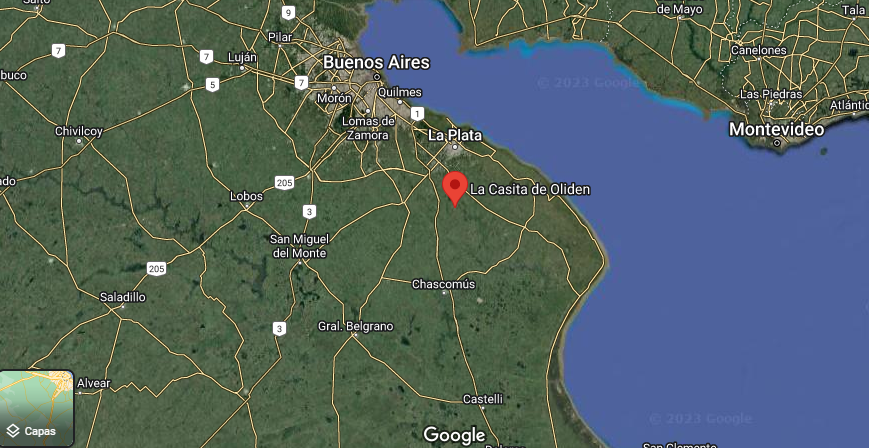 Salto
9
de Mayo
Tala
Pilar
7
Canelones
7
Luján
Buenos Aires
buco
5
7
© 2023 Google
Morón
Quilmes
Las Piedras
1
Atlántic
Lomas de
Zamora
Montevideo
Chivilcoy
La Plata
ado
205
La Casita de Oliden
Lobos
3
San Miguel
del Monte
205
Chascomús
Saladillo
3
Gral. Belgrano
Alvear
Castelli
© 2023 Google
Capas
Google
San Clemente